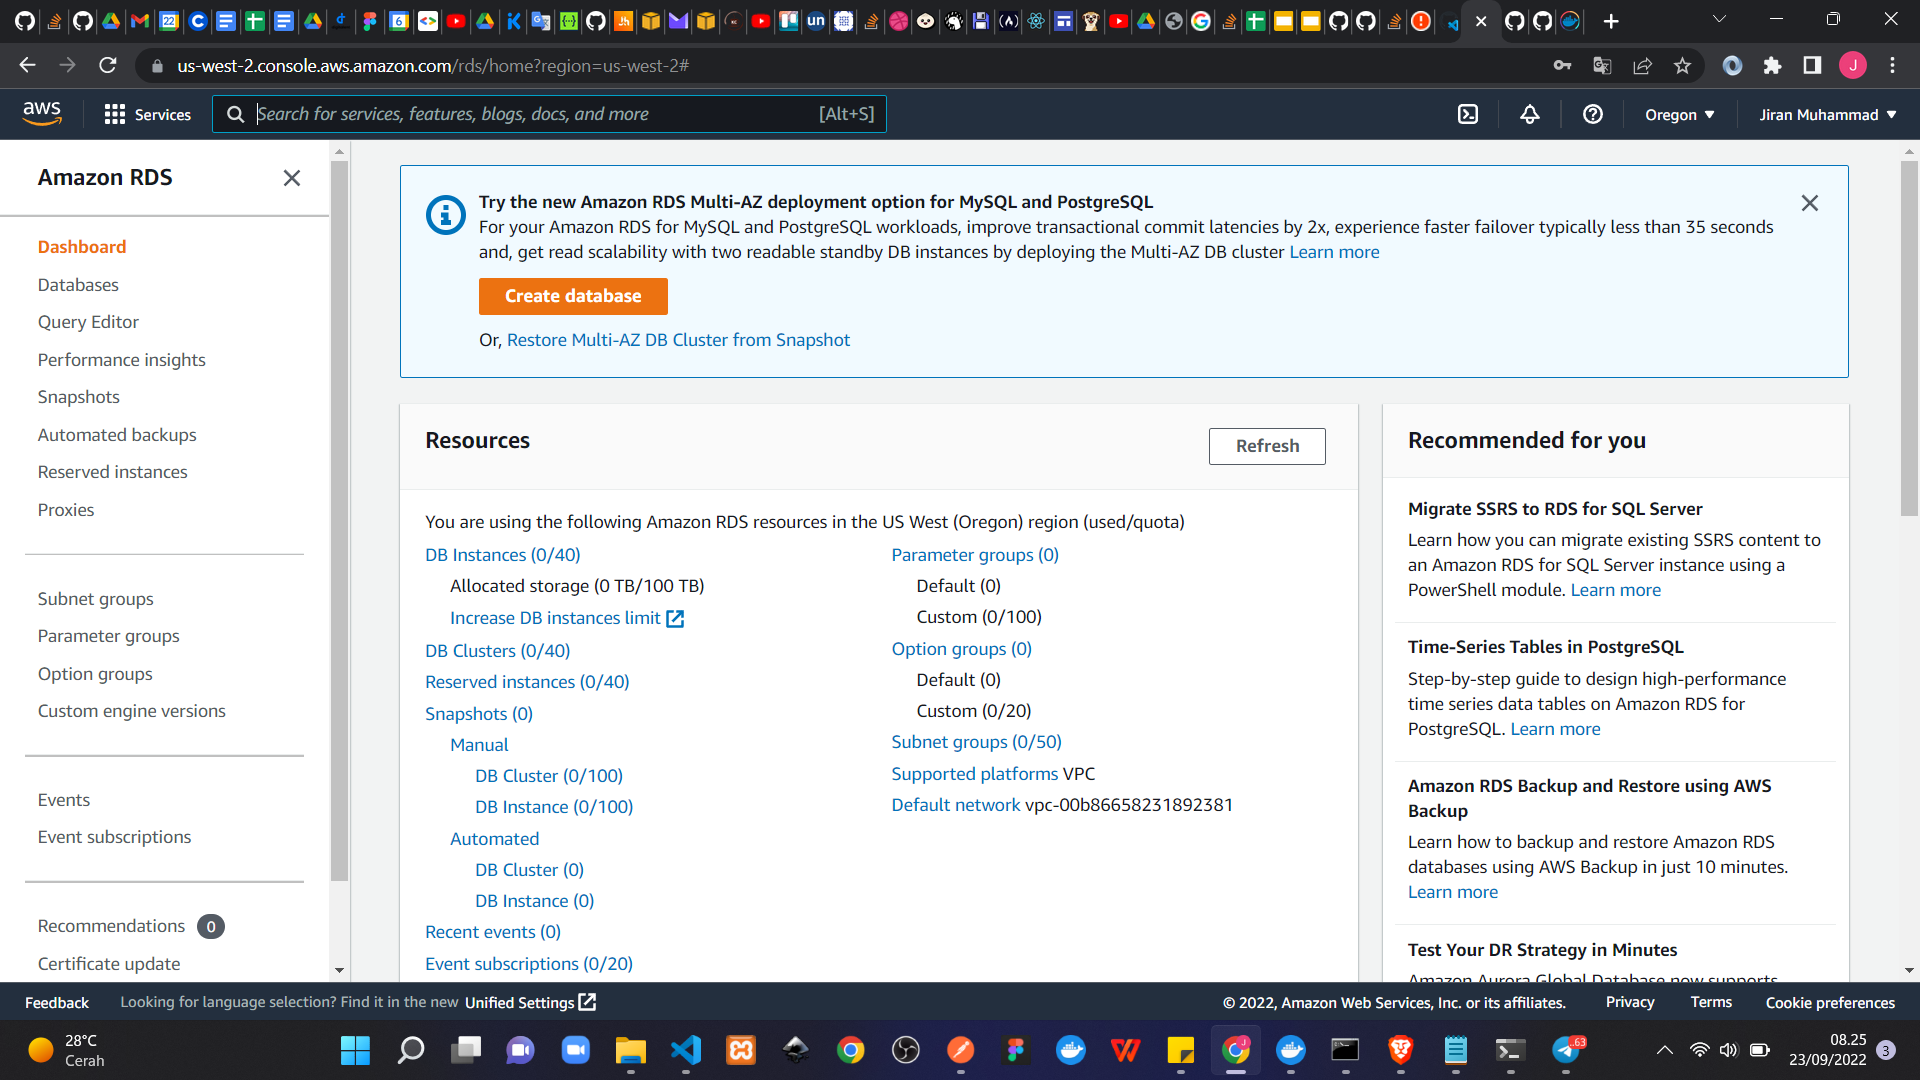 us-west-2.console.aws.amazon.com/rds/home?region=us-west-2#
J
aws
Services
Search for services, features, blogs, docs, and more
[Alt+S]
Oregon
Jiran Muhammad
Amazon RDS
Dashboard
Databases
Query Editor
Performance insights
Snapshots
Automated backups
Reserved instances
Proxies
Subnet groups
Parameter groups
Option groups
Custom engine versions
Events
Event subscriptions
Recommendations 0
Certificate update
Try the new Amazon RDS Multi-AZ deployment option for MySQL and PostgreSQL
For your Amazon RDS for MySQL and PostgreSQL workloads, improve transactional commit latencies by 2x, experience faster failover typically less than 35 seconds
and, get read scalability with two readable standby DB instances by deploying the Multi-AZ DB cluster Learn more
Create database
Or, Restore Multi-AZ DB Cluster from Snapshot
Resources
Refresh
You are using the following Amazon RDS resources in the US West (Oregon) region (used/quota)
DB Instances (0/40)
Allocated storage (0 TB/100 TB)
Increase DB instances limit
DB Clusters (0/40)
Reserved instances (0/40)
Snapshots (0)
Manual
DB Cluster (0/100)
DB Instance (0/100)
Automated
DB Cluster (0)
DB Instance (0)
Recent events (0)
Event subscriptions (0/20)
Parameter groups (0)
Default (0)
Custom (0/100)
Option groups (0)
Default (0)
Custom (0/20)
Subnet groups (0/50)
Supported platforms VPC
Default network vpc-00b86658231892381
Recommended for you
Migrate SSRS to RDS for SQL Server
Learn how you can migrate existing SSRS content to
an Amazon RDS for SQL Server instance using a
PowerShell module. Learn more
Time-Series Tables in PostgreSQL
Step-by-step guide to design high-performance
time series data tables on Amazon RDS for
PostgreSQL. Learn more
Amazon RDS Backup and Restore using AWS
Backup
Learn how to backup and restore Amazon RDS
databases using AWS Backup in just 10 minutes.
Learn more
Test Your DR Strategy in Minutes
Amazon Aurora Global Database now supports
Feedback
Looking for language selection? Find it in the new Unified Settings
© 2022, Amazon Web Services, Inc. or its affiliates.
Privacy
Terms
Cookie preferences
28°C
Cerah
08.25
23/09/2022
3